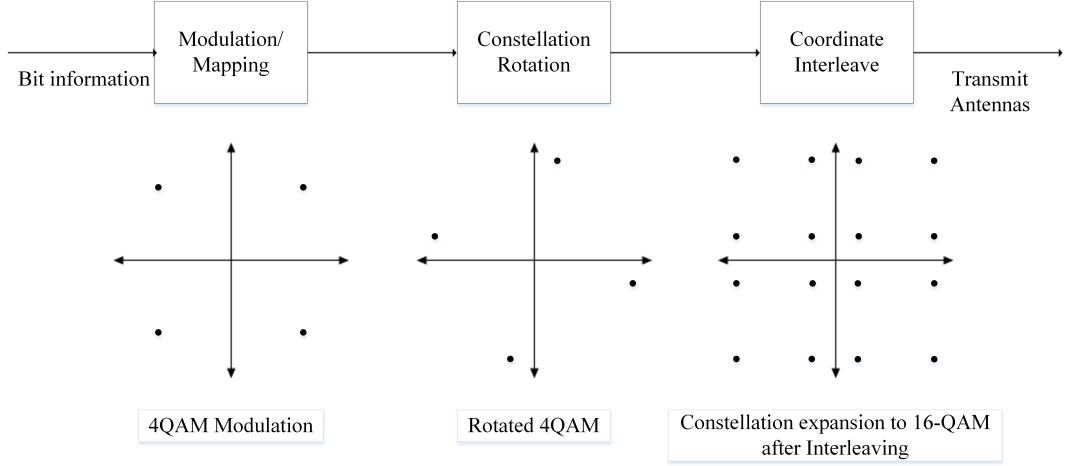 Modulation/
Mapping
Constellation
Rotation
Coordinate
Interleave
Bit information
Transmit
Antennas
4QAM Modulation
Rotated 4QAM
Constellation expansion to 16-QAM
after Interleaving